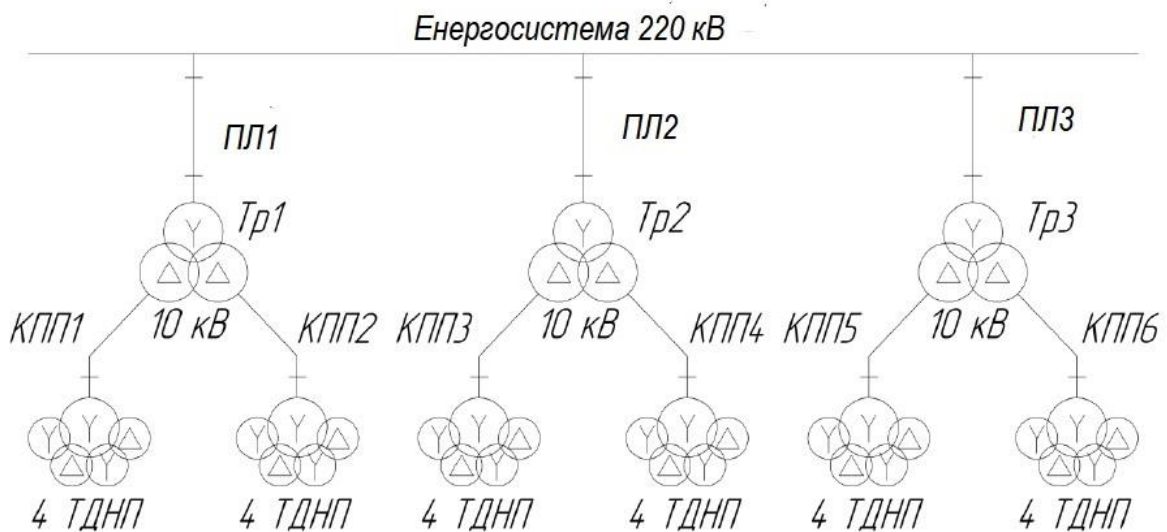 Енергосистема 220 кВ
ПЛ1 ПЛ2 ПЛ3
Тр1 Тр2 Тр3
КПП1 10 кВ КПП2 КПП3 10 кВ КПП4 КПП5 10 кВ КПП6
4 ТДНП 4 ТДНП 4 ТДНП 4 ТДНП 4 ТДНП 4 ТДНП